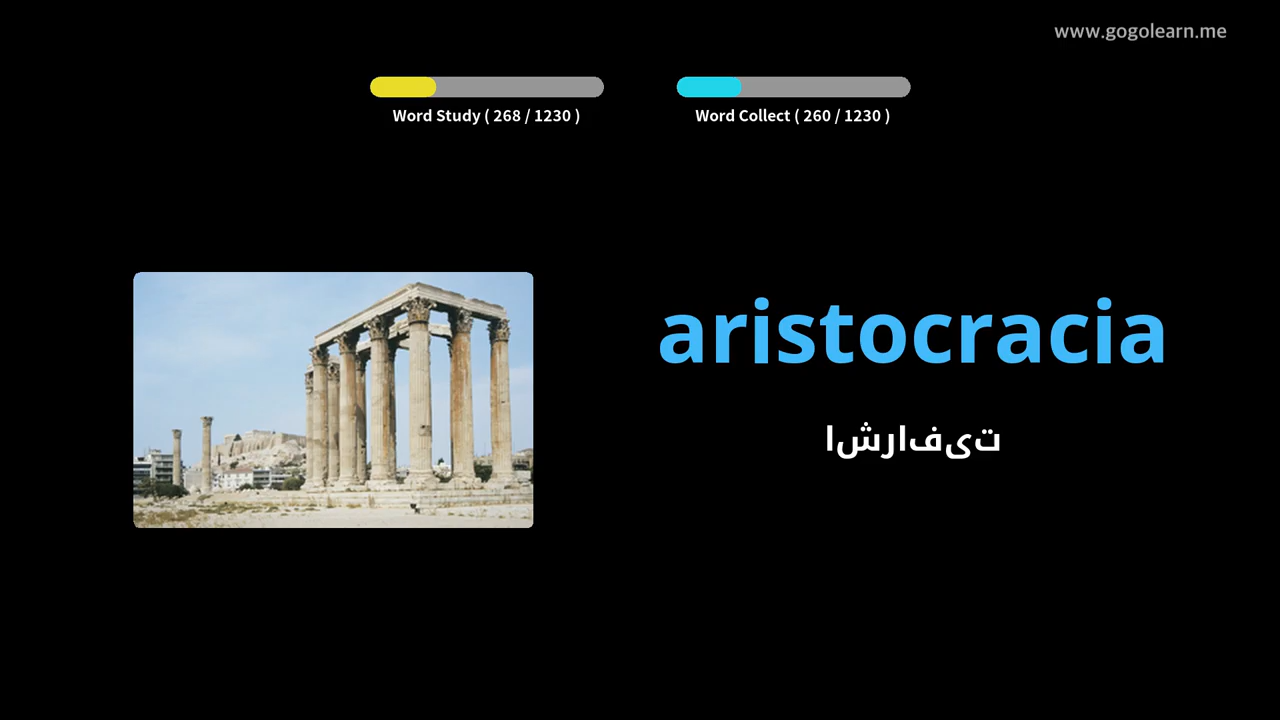 www.gogolearn.me
Word Study ( 268 / 1230 )
Word Collect ( 260 / 1230 )
aristocracia
اشرافیت